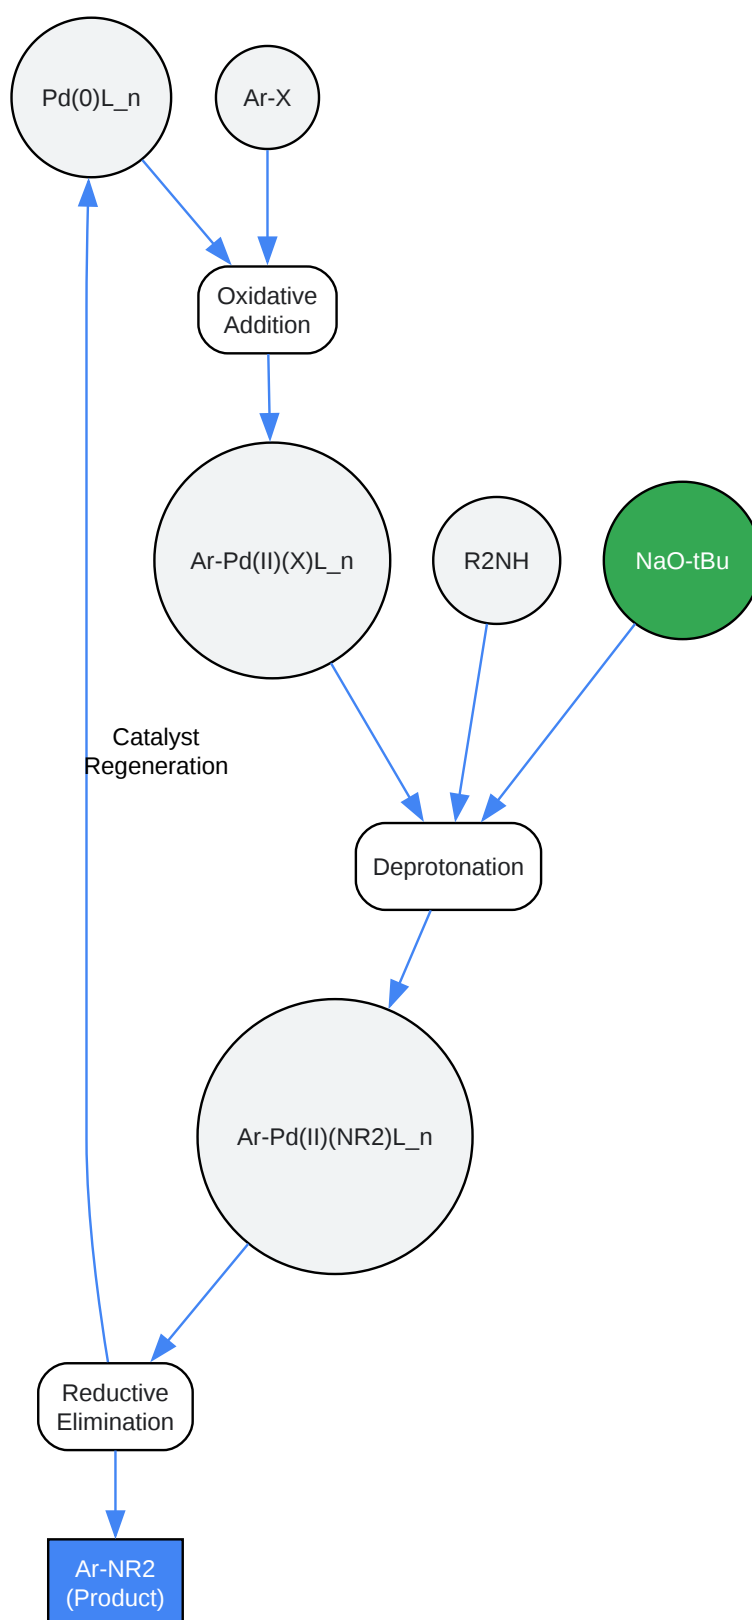 Pd(0)L_n
Ar-X
Oxidative
Addition
Ar-Pd(II)(X)L_n
R2NH
NaO-tBu
Catalyst
Regeneration
Deprotonation
Ar-Pd(II)(NR2)L_n
Reductive
Elimination
Ar-NR2
(Product)